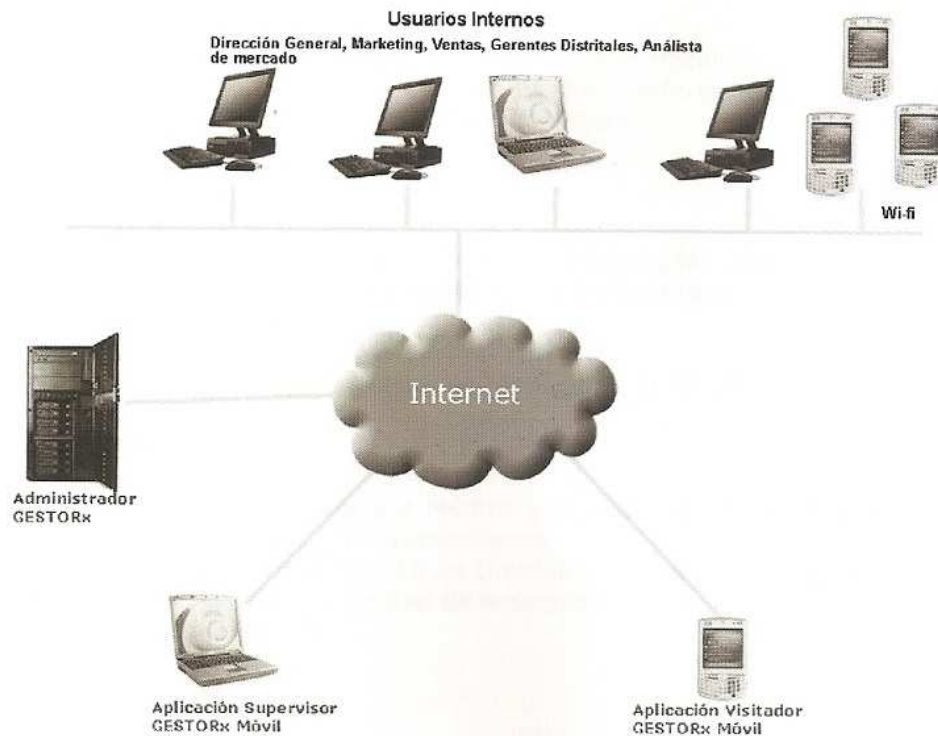 Usuarios Internos
Dirección General, Marketing, Ventas, Gerentes Distritales, Análista
de mercado
Wi-fi
Internet
Administrador
GESTORx
Aplicación Supervisor
GESTORx Móvil
Aplicación Visitador
GESTORx Móvil